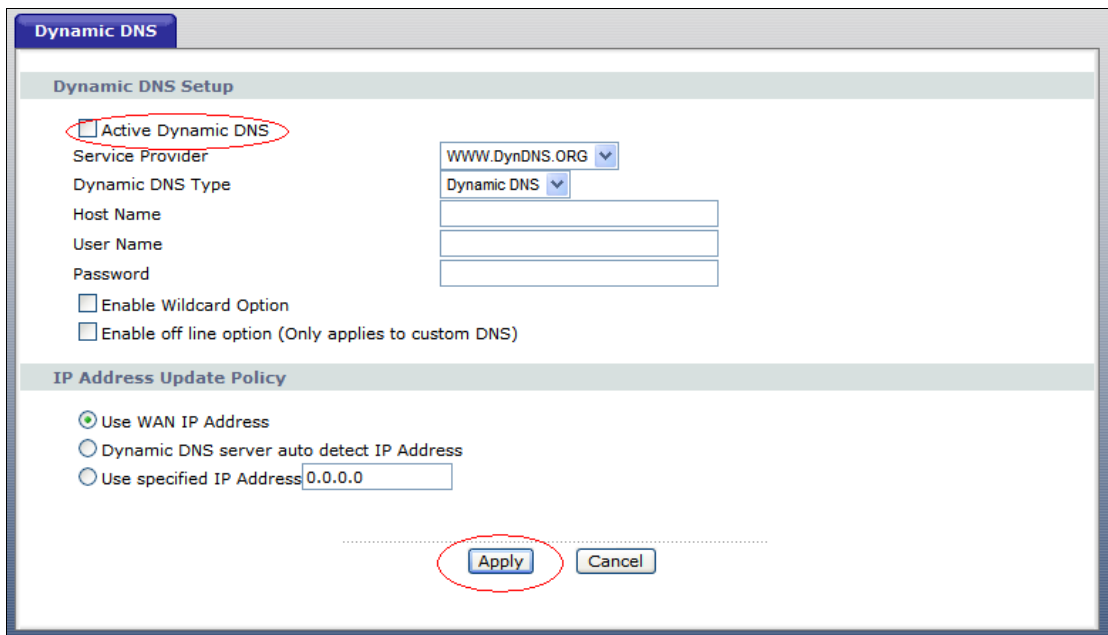 Dynamic DNS
Dynamic DNS Setup
Active Dynamic DNS
Service Provider WWW.DynDNS.ORG
Dynamic DNS Type Dynamic DNS
Host Name
User Name
Password
Enable Wildcard Option
Enable off line option (Only applies to custom DNS)
IP Address Update Policy
Use WAN IP Address
Dynamic DNS server auto detect IP Address
Use specified IP Address 0.0.0.0
Apply Cancel